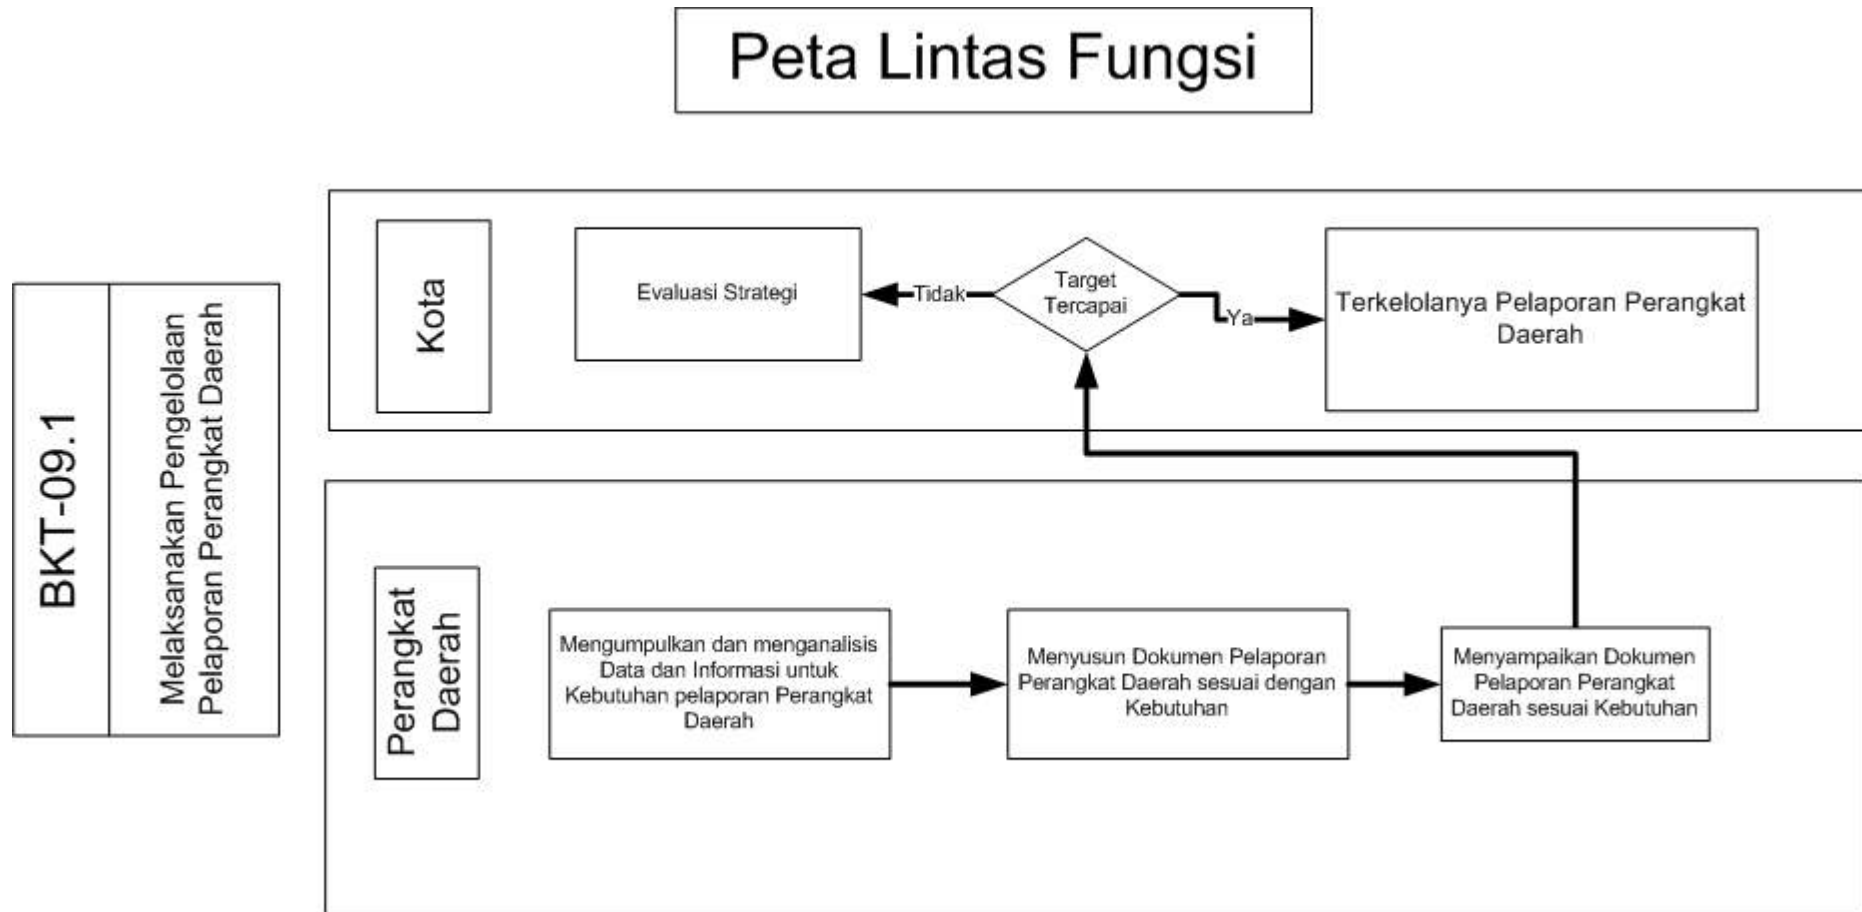 Peta Lintas Fungsi
BKT-09.1
Melaksanakan Pengelolaan
Pelaporan Perangkat Daerah
Kota
Evaluasi Strategi
Tidak
Target
Tercapai
Ya
Terkelolanya Pelaporan Perangkat
Daerah
Perangkat
Daerah
Mengumpulkan dan menganalisis
Data dan Informasi untuk
Kebutuhan pelaporan Perangkat
Daerah
Menyusun Dokumen Pelaporan
Perangkat Daerah sesuai dengan
Kebutuhan
Menyampaikan Dokumen
Pelaporan Perangkat
Daerah sesuai Kebutuhan